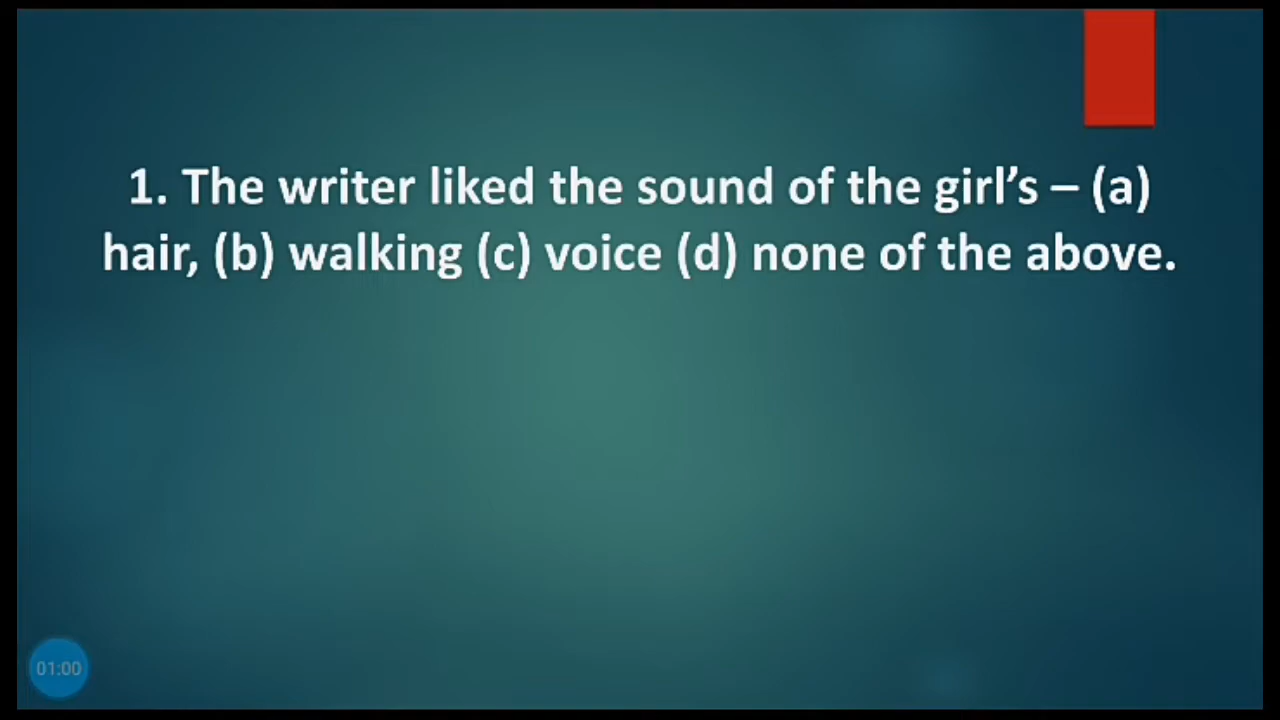 1. The writer liked the sound of the girl’s – (a)
hair, (b) walking (c) voice (d) none of the above.
01:00